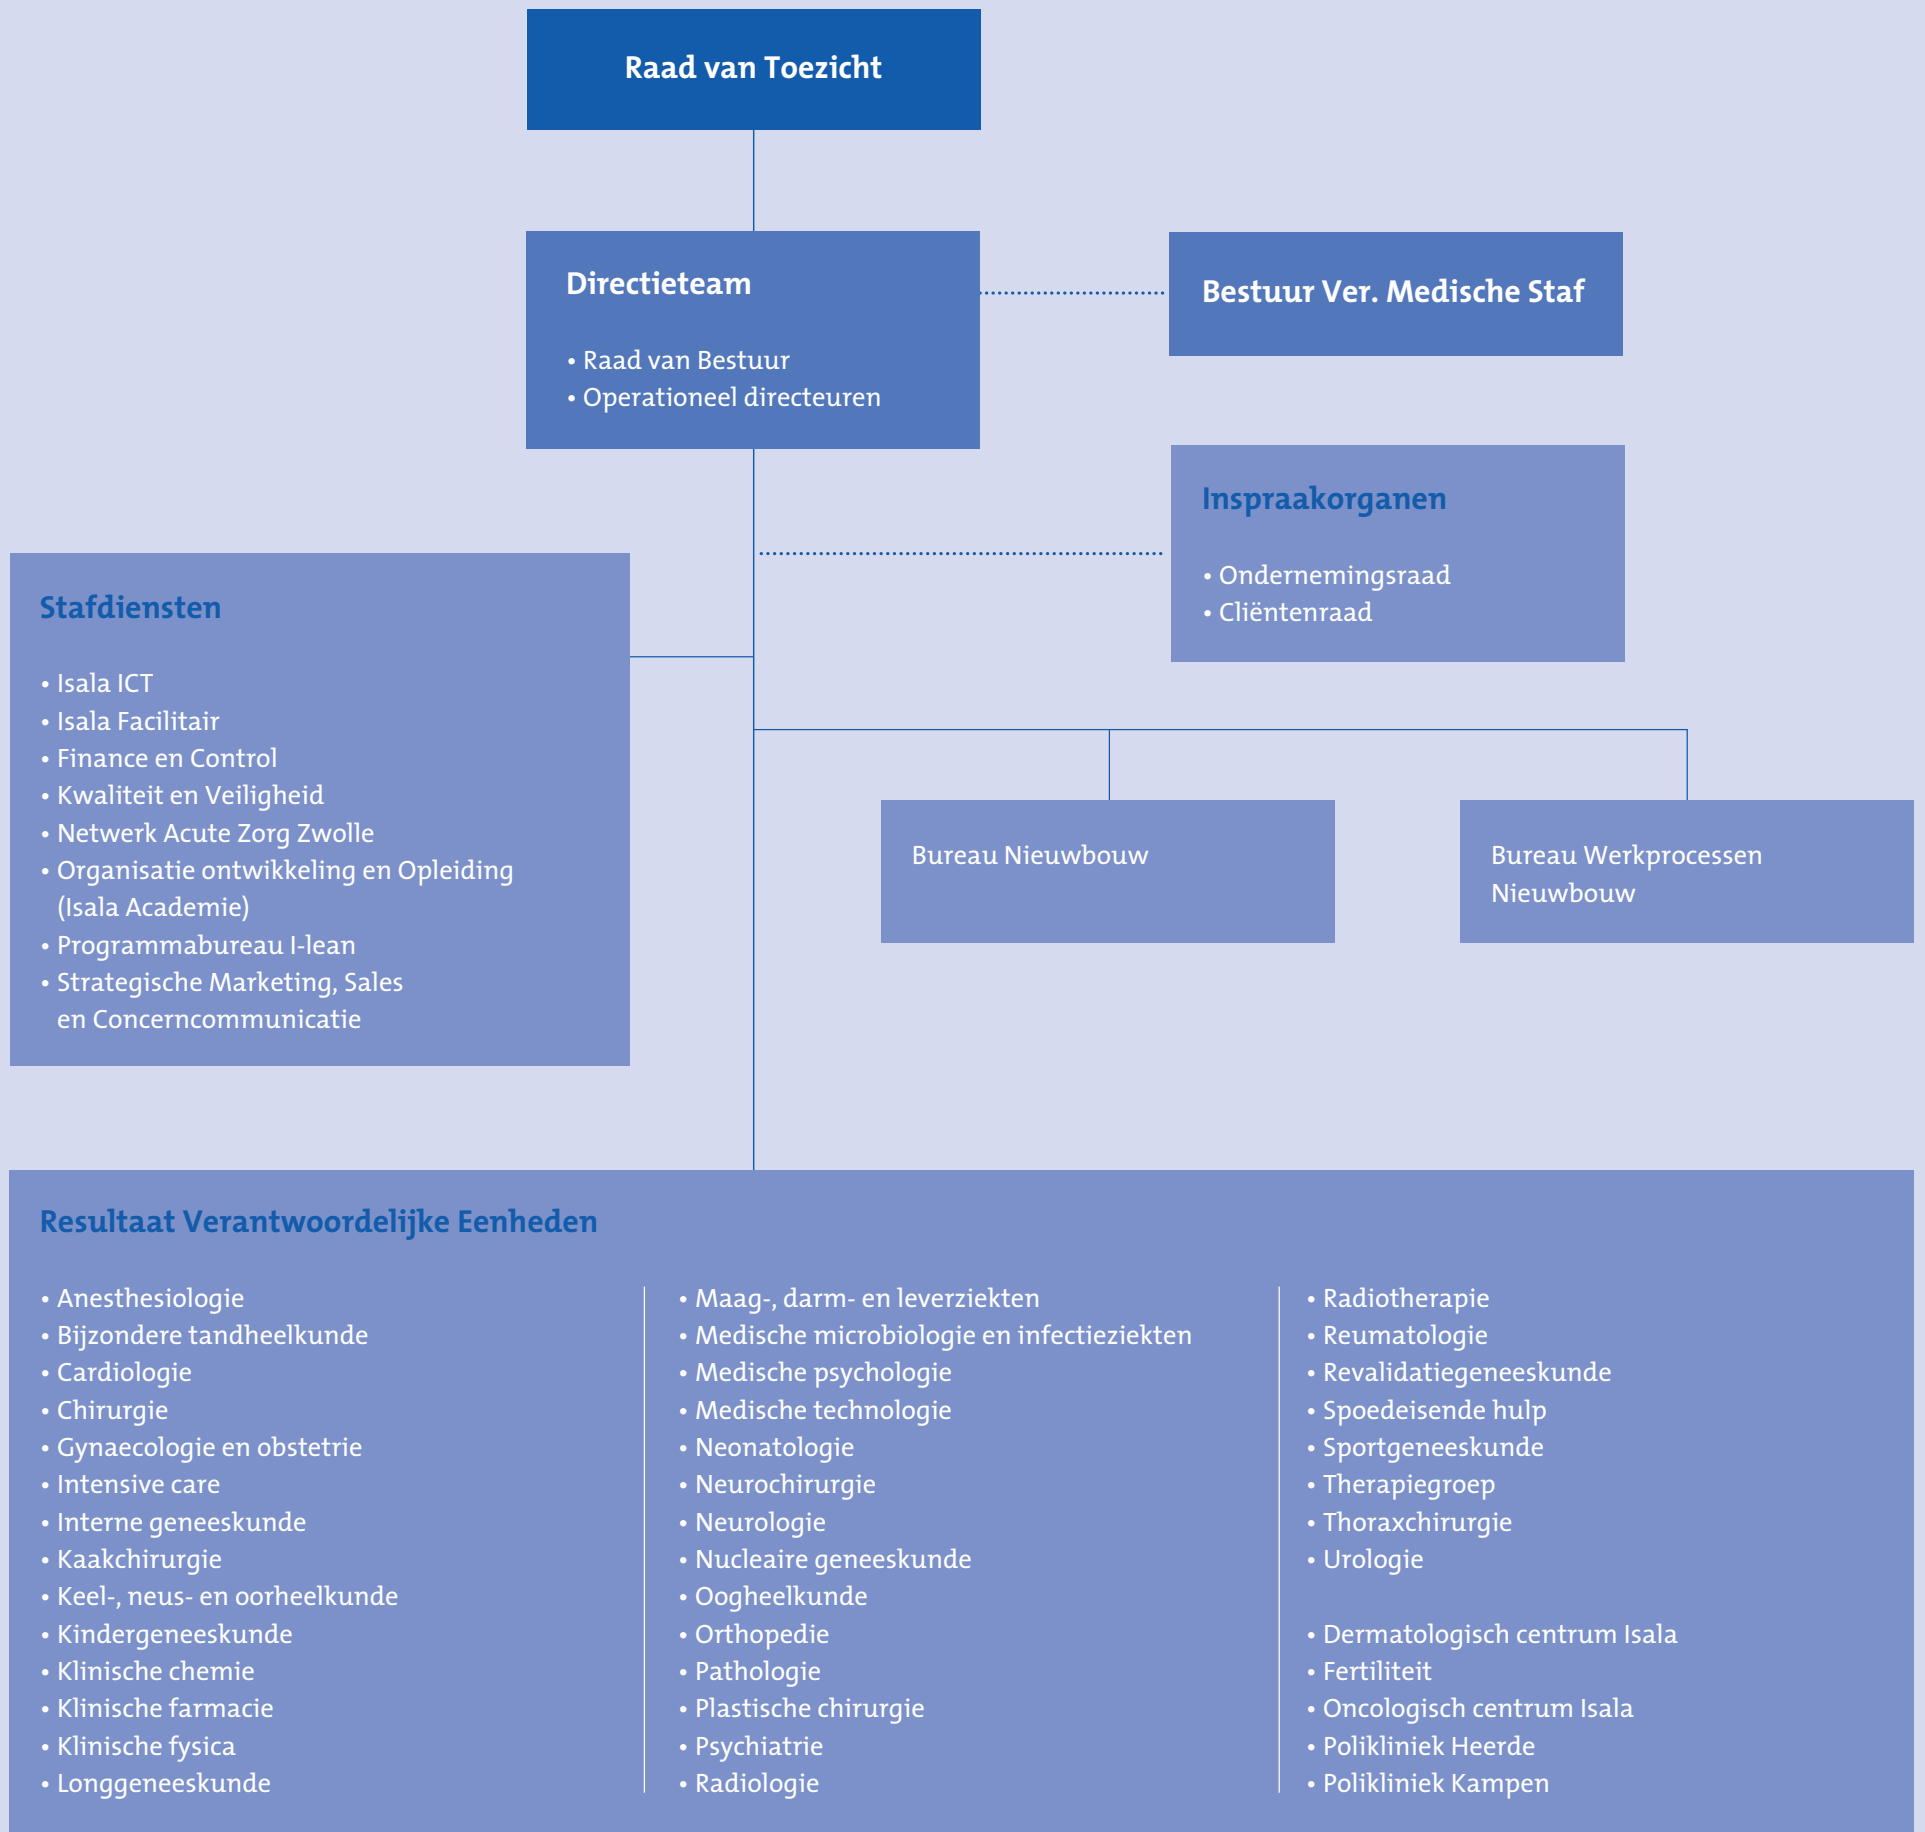 Raad van Toezicht
Directieteam
• Raad van Bestuur
• Operationeel directeuren
Bestuur Ver. Medische Staf
Inspraakorganen
• Ondernemingsraad
• Cliëntenraad
Stafdiensten
• Isala ICT
• Isala Facilitair
• Finance en Control
• Kwaliteit en Veiligheid
• Netwerk Acute Zorg Zwolle
• Organisatie ontwikkeling en Opleiding
(Isala Academie)
• Programmabureau I-lean
• Strategische Marketing, Sales
en Concerncommunicatie
Bureau Nieuwbouw
Bureau Werkprocessen
Nieuwbouw
Resultaat Verantwoordelijke Eenheden
• Anesthesiologie
• Bijzondere tandheelkunde
• Cardiologie
• Chirurgie
• Gynaecologie en obstetrie
• Intensive care
• Interne geneeskunde
• Kaakchirurgie
• Keel-, neus- en oorheelkunde
• Kindergeneeskunde
• Klinische chemie
• Klinische farmacie
• Klinische fysica
• Longgeneeskunde
• Maag-, darm- en leverziekten
• Medische microbiologie en infectieziekten
• Medische psychologie
• Medische technologie
• Neonatologie
• Neurochirurgie
• Neurologie
• Nucleaire geneeskunde
• Oogheelkunde
• Orthopedie
• Pathologie
• Plastische chirurgie
• Psychiatrie
• Radiologie
• Radiotherapie
• Reumatologie
• Revalidatiegeneeskunde
• Spoedeisende hulp
• Sportgeneeskunde
• Therapiegroep
• Thoraxchirurgie
• Urologie
• Dermatologisch centrum Isala
• Fertiliteit
• Oncologisch centrum Isala
• Polikliniek Heerde
• Polikliniek Kampen